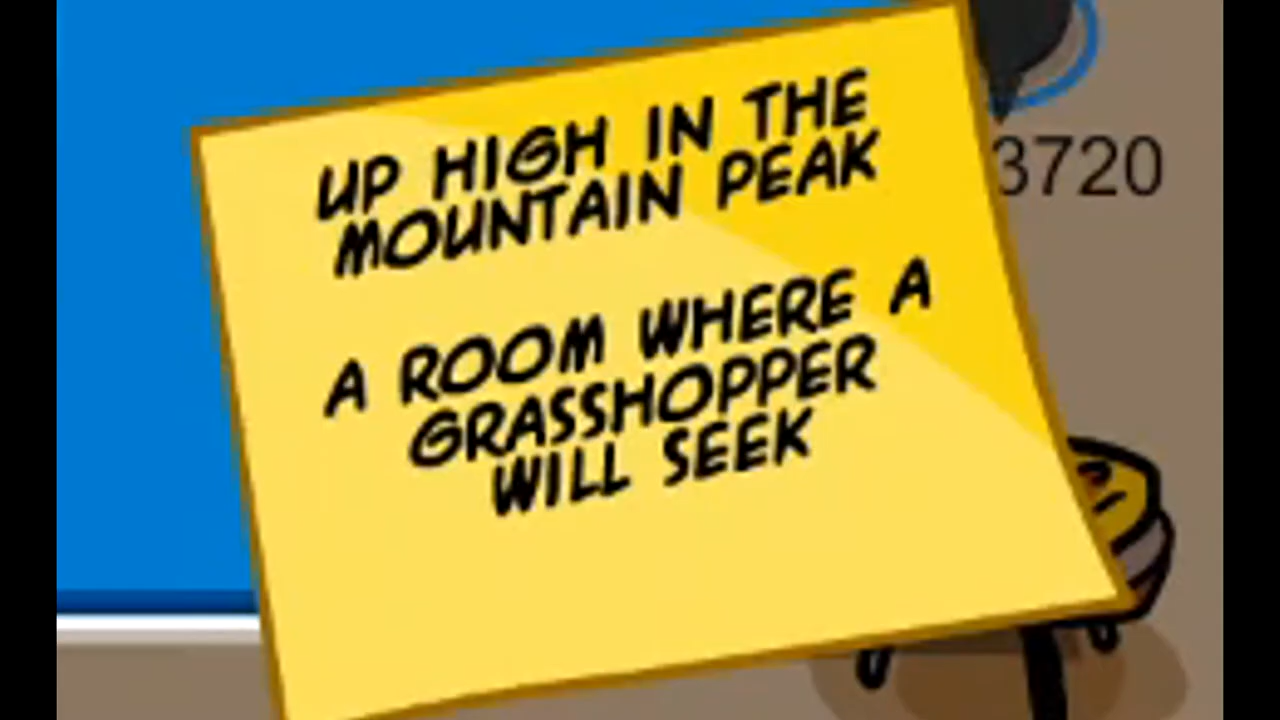 UP HIGH IN THE
MOUNTAIN PEAK
A ROOM WHERE A
GRASSHOPPER
WILL SEEK
3720